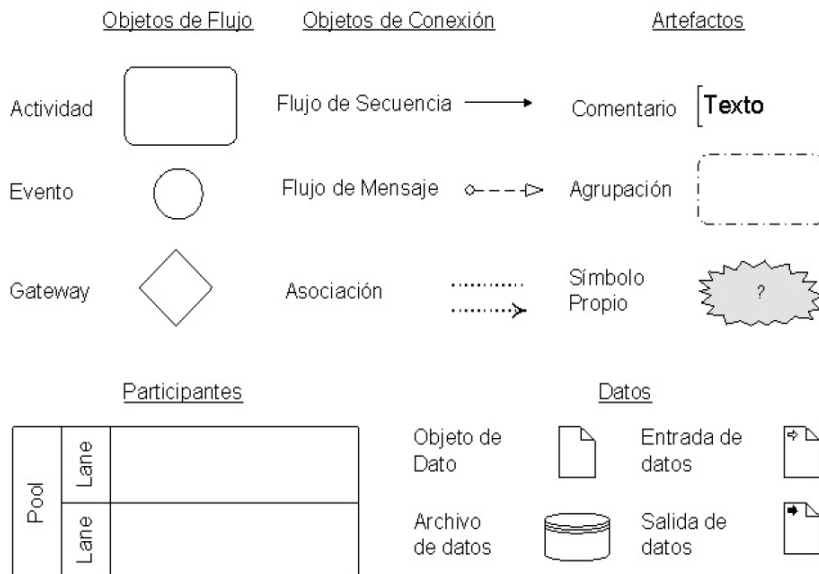 Objetos de Flujo
Objetos de Conexión
Artefactos
Actividad
Flujo de Secuencia
Comentario
Texto
Evento
Flujo de Mensaje
Agrupación
Gateway
Asociación
Símbolo
Propio
?
Participantes
Datos
Pool
Lane
Lane
Objeto de
Dato
Entrada de
datos
Archivo
de datos
Salida de
datos